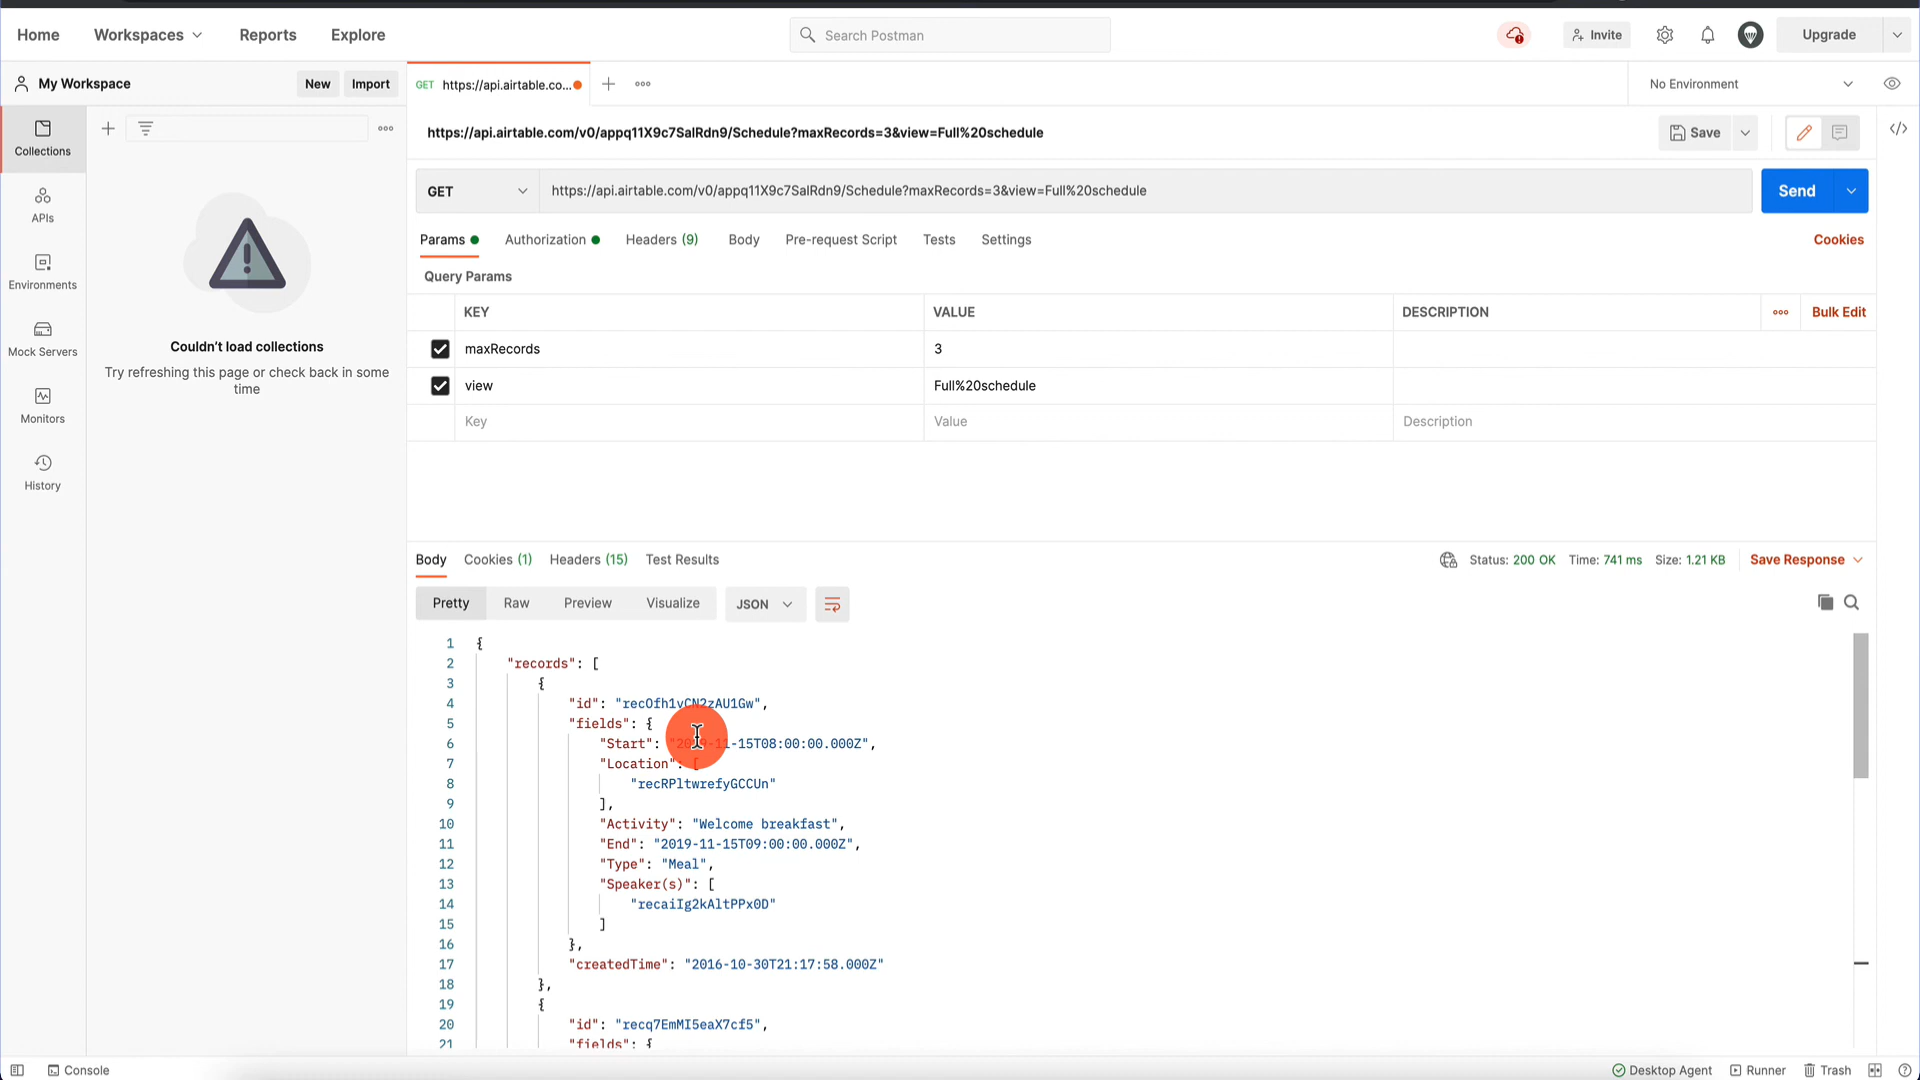 Home
Workspaces
Reports
Explore
Search Postman
Invite
Upgrade
My Workspace
New
Import
GET https://api.airtable.co...
No Environment
https://api.airtable.com/v0/appq11X9c7SalRdn9/Schedule?maxRecords=3&view=Full%20schedule
Save
GET
https://api.airtable.com/v0/appq11X9c7SalRdn9/Schedule?maxRecords=3&view=Full%20schedule
Send
Params
Authorization
Headers (9)
Body
Pre-request Script
Tests
Settings
Cookies
Query Params
KEY
VALUE
DESCRIPTION
Bulk Edit
maxRecords
3
view
Full%20schedule
Key
Value
Description
Collections
APIs
Environments
Mock Servers
Monitors
History
Couldn't load collections
Try refreshing this page or check back in some
time
Body
Cookies (1)
Headers (15)
Test Results
Status: 200 OK
Time: 741 ms
Size: 1.21 KB
Save Response
Pretty
Raw
Preview
Visualize
JSON
1 {
2 "records": [
3 {
4 "id": "recOfh1vCN2zAU1Gw",
5 "fields": {
6 "Start": "2019-11-15T08:00:00.000Z",
7 "Location": [
8 "recRPltwrefyGCCUn"
9 ],
10 "Activity": "Welcome breakfast",
11 "End": "2019-11-15T09:00:00.000Z",
12 "Type": "Meal",
13 "Speaker(s)": [
14 "recaiIg2kAltPPx0D"
15 ]
16 },
17 "createdTime": "2016-10-30T21:17:58.000Z"
18 },
19 {
20 "id": "recq7EmMI5eaX7cf5",
21 "fields": {
Console
Desktop Agent
Runner
Trash